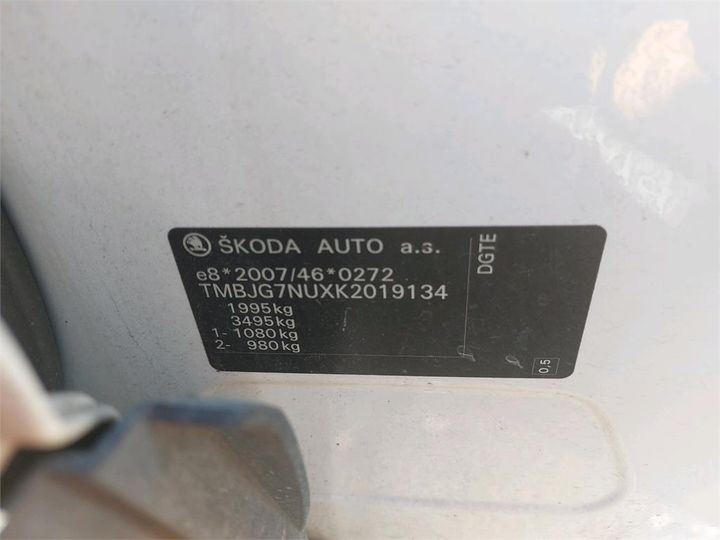 ŠKODA AUTO a.s.
e8*2007/46*0272
TMBJG7NUXK2019134
1995kg
3495kg
1- 1080kg
2- 980kg
DGTE
0.5